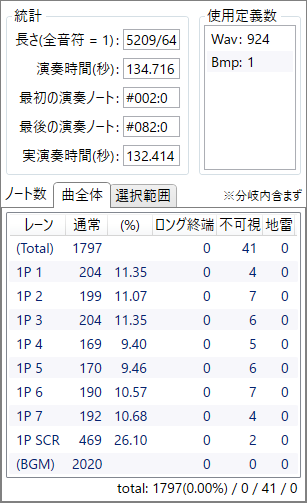 統計
長さ(全音符 = 1): 5209/64
演奏時間(秒): 134.716
最初の演奏ノート: #002:0
最後の演奏ノート: #082:0
実演奏時間(秒): 132.414
使用定義数
Wav: 924
Bmp: 1
ノート数 曲全体 選択範囲 ※分岐内含まず
レーン 通常 (%) ロング終端 不可視 地雷
(Total) 1797 0 41 0
1P 1 204 11.35 0 4 0
1P 2 199 11.07 0 7 0
1P 3 204 11.35 0 6 0
1P 4 169 9.40 0 5 0
1P 5 170 9.46 0 6 0
1P 6 190 10.57 0 7 0
1P 7 192 10.68 0 4 0
1P SCR 469 26.10 0 2 0
(BGM) 2020 0 0 0
total: 1797(0.00%) / 0 / 41 / 0